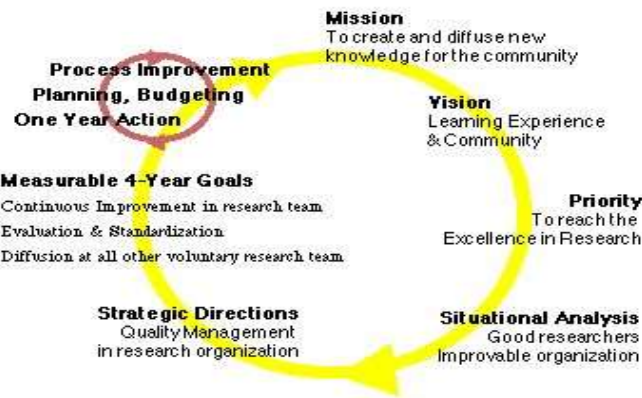 Mission
To create and diffuse new
knowledge for the community
Process Improvement
Planning, Budgeting
One Year Action
Vision
Learning Experience
& Community
Measurable 4-Year Goals
Continuous Improvement in research team
Evaluation & Standardization
Diffusion at all other voluntary research team
Priority
To reach the
Excellence in Research
Strategic Directions
Quality Management
in research organization
Situational Analysis
Good researchers
Improvable organization